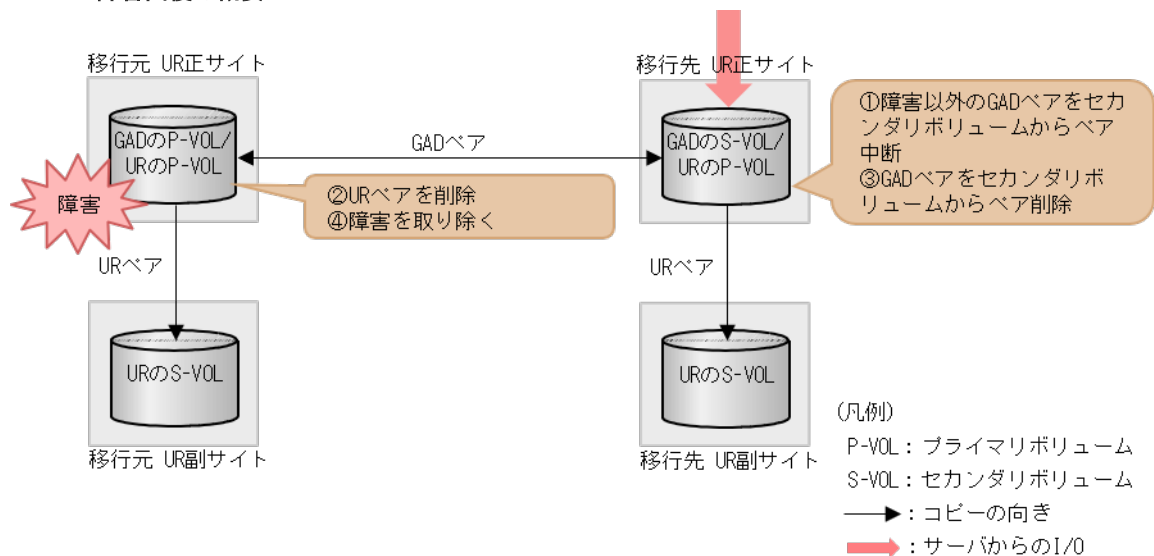 移行元 UR正サイト
移行先 UR正サイト
GADのP-VOL/
URのP-VOL
GADペア
GADのS-VOL/
URのP-VOL
①障害以外のGADペアをセカ
ンダリボリュームからペア
中断
③GADペアをセカンダリボ
リュームからペア削除
障害
②URペアを削除
④障害を取り除く
URペア
URペア
URのS-VOL
URのS-VOL
移行元 UR副サイト
移行先 UR副サイト
(凡例)
P-VOL：プライマリボリューム
S-VOL：セカンダリボリューム
：コピーの向き
：サーバからのI/O